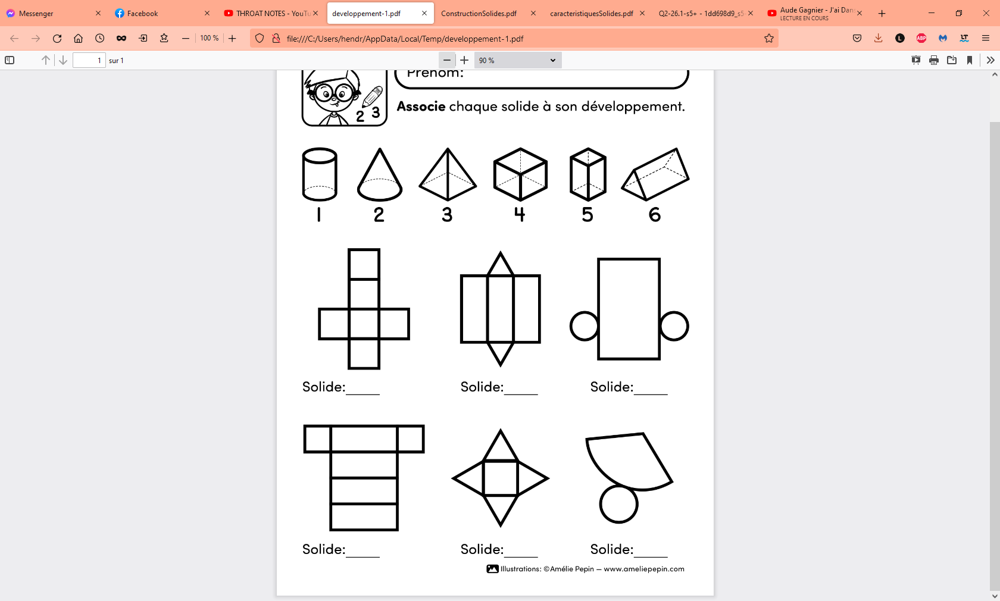 Messenger
Facebook
THROAT NOTES - YouTu
developpement-1.pdf
ConstructionSolides.pdf
caracteristiquesSolides.pdf
Q2-26.1-s5+ - 1dd698d9_s5-
Aude Gagnier - J'ai Dans
LECTURE EN COURS
100 %
file:///C:/Users/hendr/AppData/Local/Temp/developpement-1.pdf
L
ABP
LT
1 sur 1
90 %
Prénom:
2 3
Associe chaque solide à son développement.
1 2 3 4 5 6
Solide:_____ Solide:_____ Solide:_____
Solide:_____ Solide:_____ Solide:_____
Illustrations: ©Amélie Pepin — www.ameliepepin.com